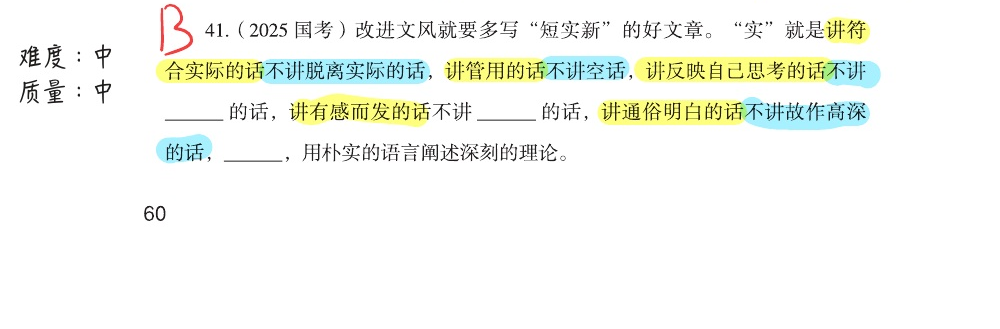 B 41.（2025 国考）改进文风就要多写“短实新”的好文章。“实”就是讲符
难度：中
合实际的话不讲脱离实际的话，讲管用的话不讲空话，讲反映自己思考的话不讲
质量：中
______ 的话，讲有感而发的话不讲 ______ 的话，讲通俗明白的话不讲故作高深
的话，______，用朴实的语言阐述深刻的理论。
60